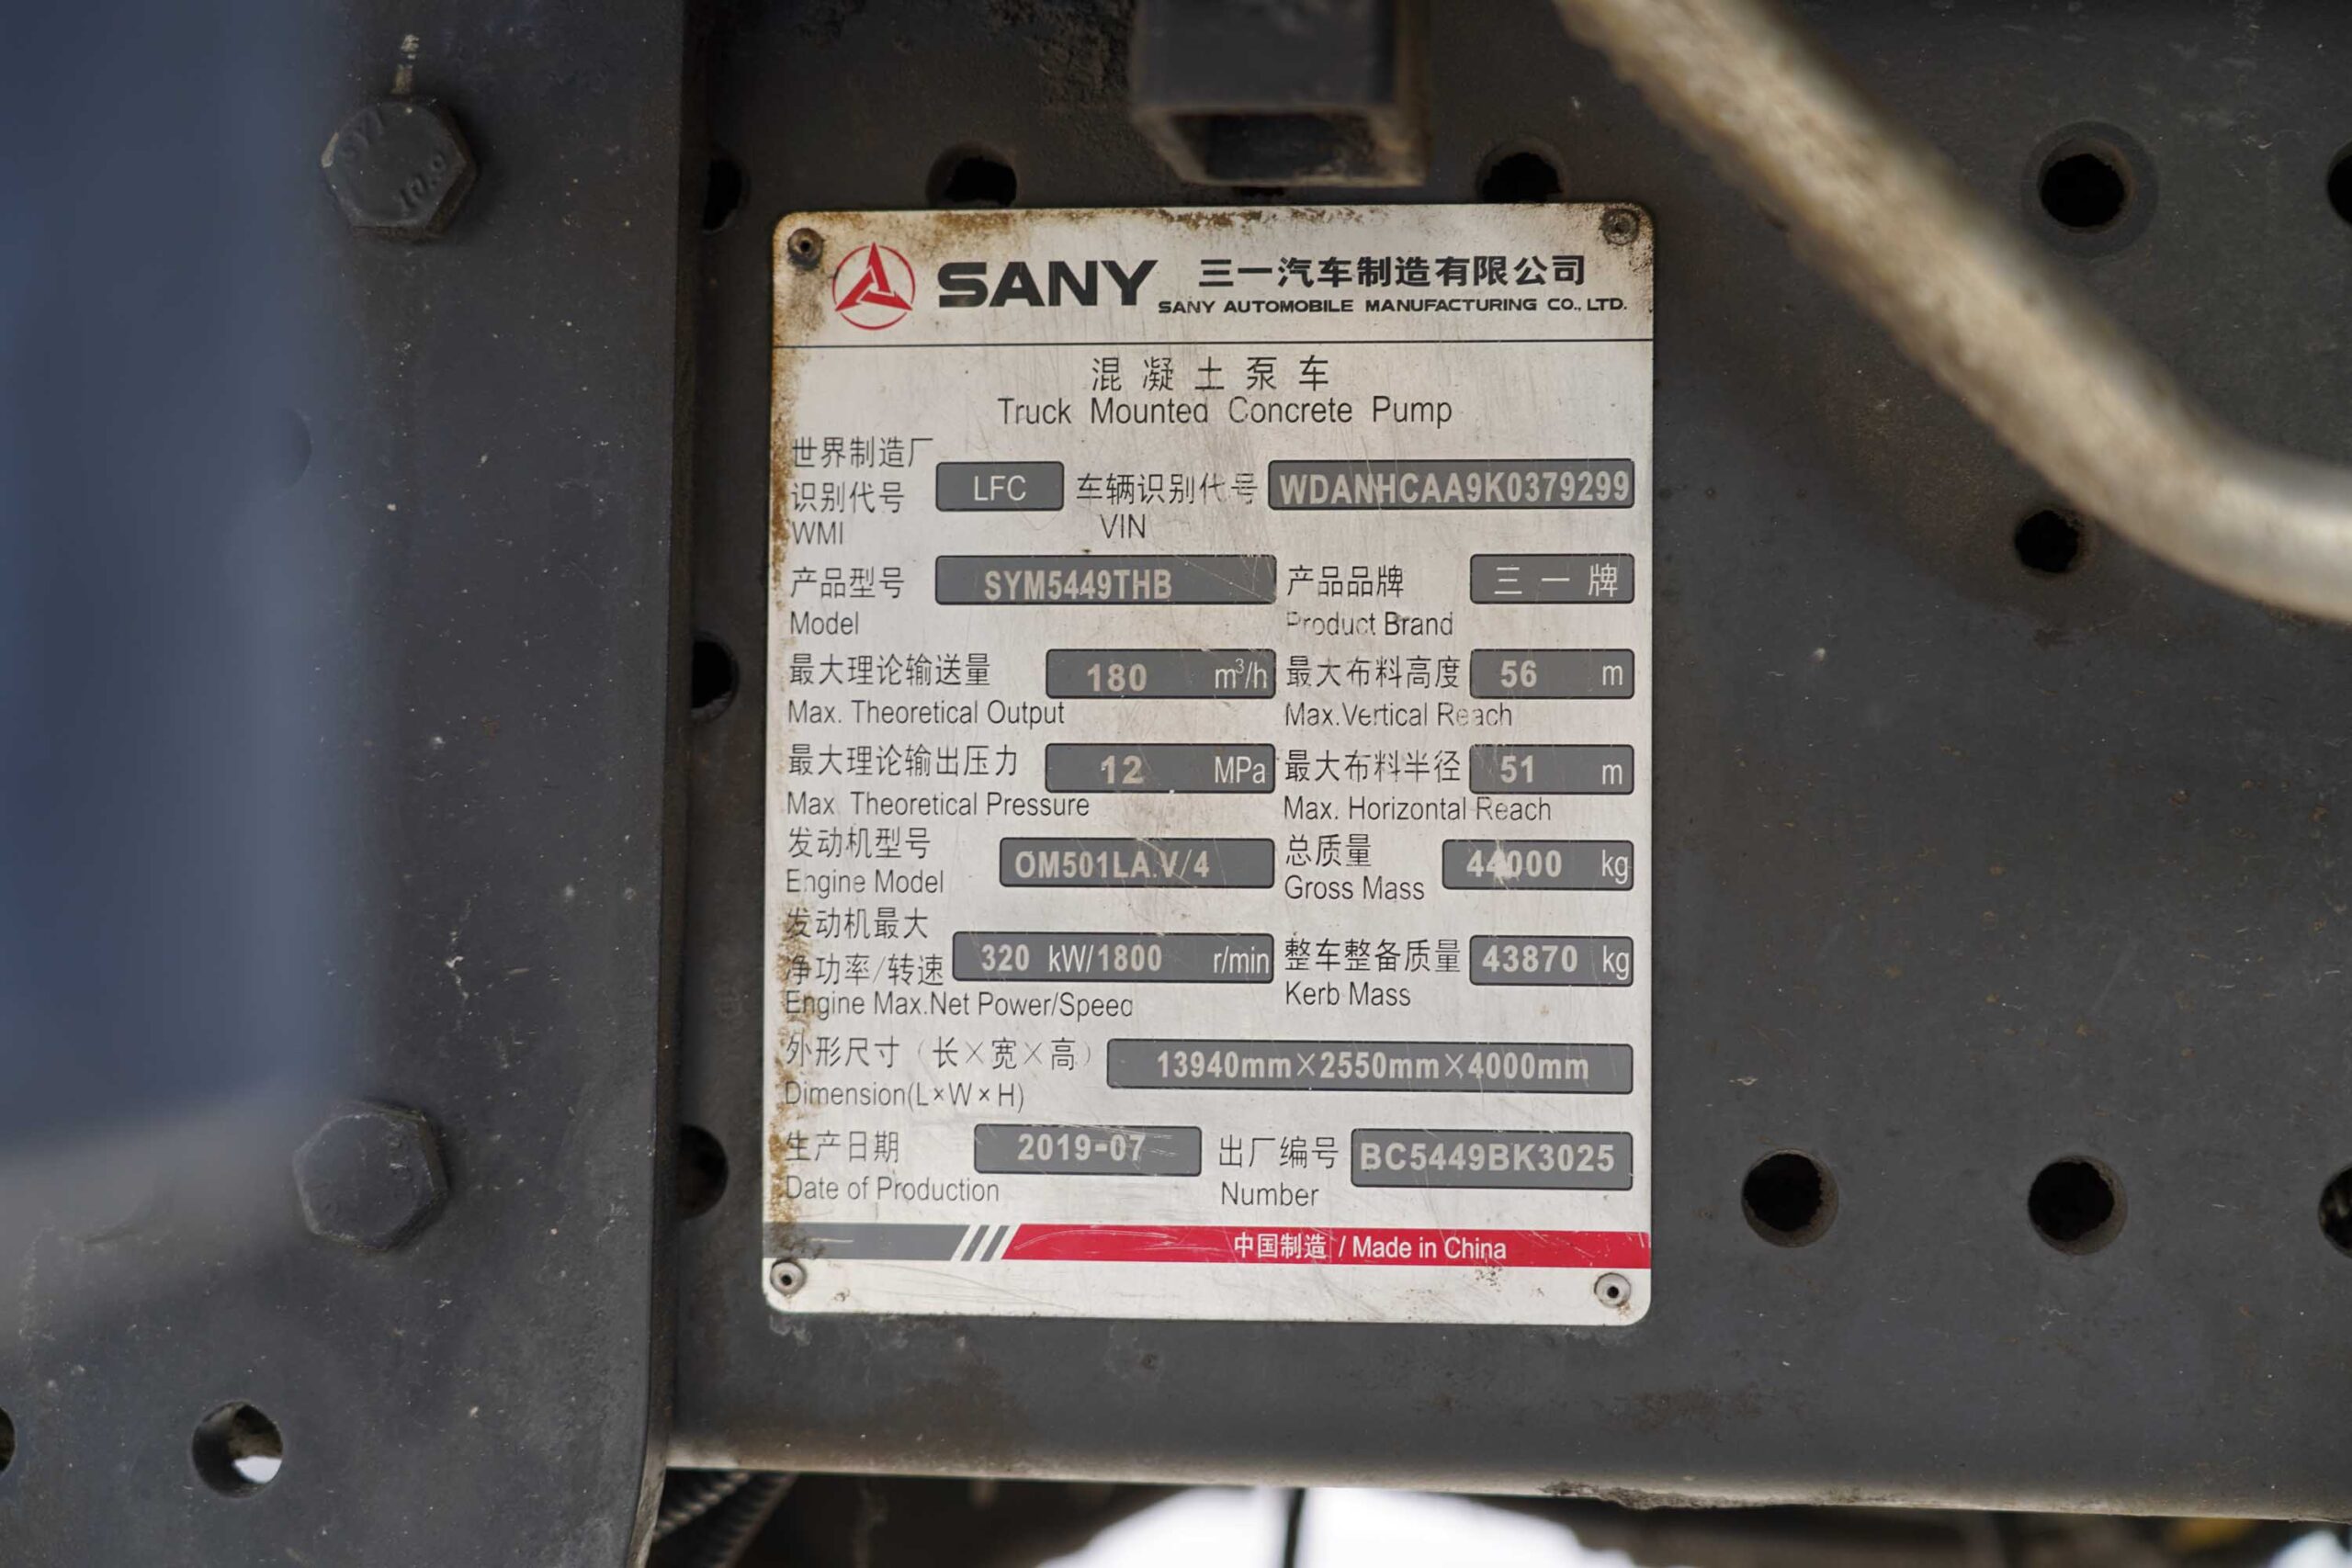 SANY 三一汽车制造有限公司
SANY AUTOMOBILE MANUFACTURING CO., LTD.
混凝土泵车
Truck Mounted Concrete Pump
世界制造厂
识别代号 LFC 车辆识别代号 WDANHCAA9K0379299
WMI VIN
产品型号 SYM5449THB 产品品牌 三一牌
Model Product Brand
最大理论输送量 180 m³/h 最大布料高度 56 m
Max. Theoretical Output Max.Vertical Reach
最大理论输出压力 12 MPa 最大布料半径 51 m
Max. Theoretical Pressure Max. Horizontal Reach
发动机型号 OM501LA.V/4 总质量 44000 kg
Engine Model Gross Mass
发动机最大
净功率/转速 320 kW/1800 r/min 整车整备质量 43870 kg
Engine Max.Net Power/Speed Kerb Mass
外形尺寸（长×宽×高） 13940mm×2550mm×4000mm
Dimension(L×W×H)
生产日期 2019-07 出厂编号 BC5449BK3025
Date of Production Number
中国制造 / Made in China
10.9